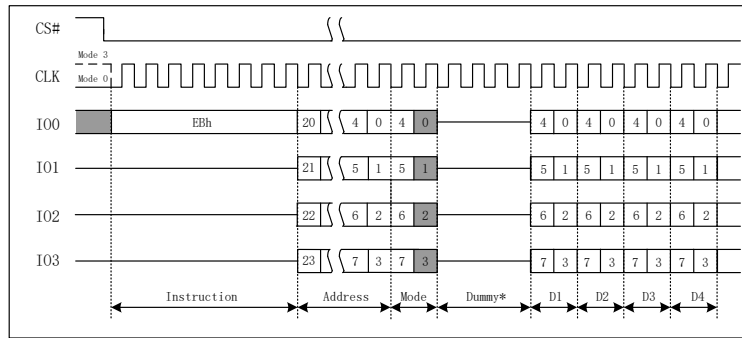 CS#
Mode 3
CLK
Mode 0
IO0 EBh 20 4 0 4 0 4 0 4 0 4 0 4 0
IO1 21 5 1 5 1 5 1 5 1 5 1 5 1
IO2 22 6 2 6 2 6 2 6 2 6 2 6 2
IO3 23 7 3 7 3 7 3 7 3 7 3 7 3
Instruction Address Mode Dummy* D1 D2 D3 D4